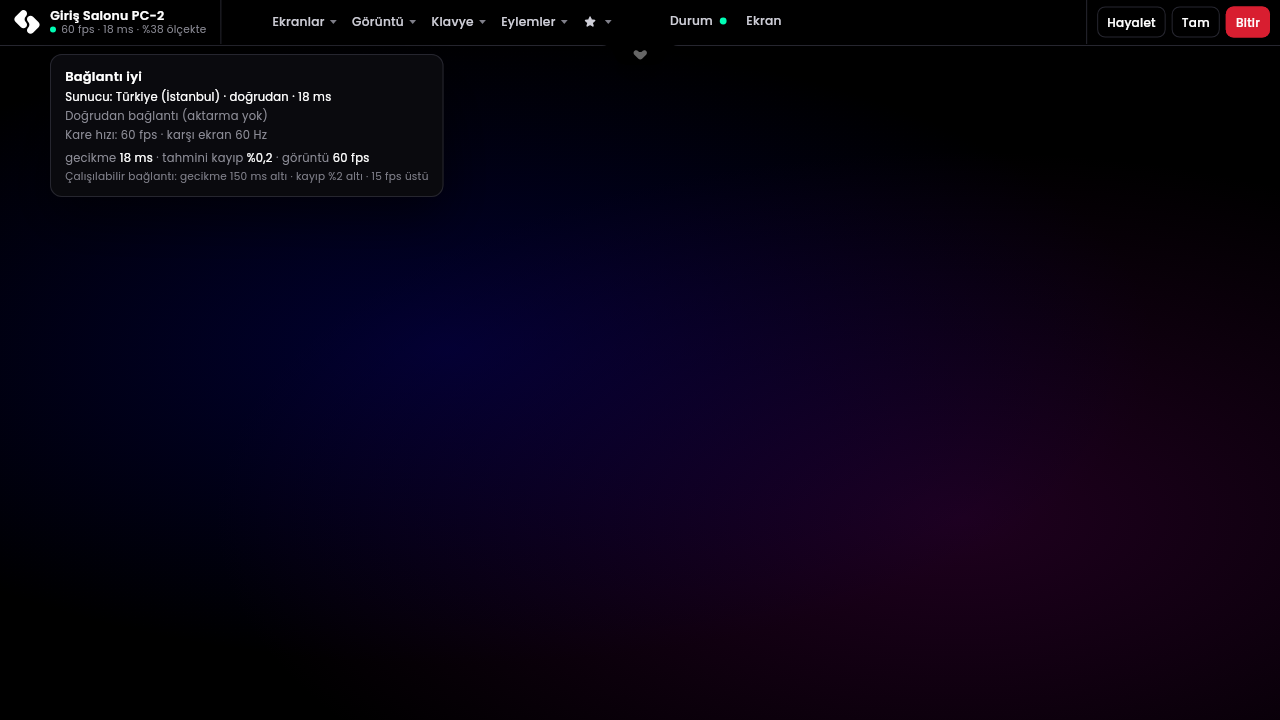 Giriş Salonu PC-2
60 fps · 18 ms · %38 ölçekte
Ekranlar
Görüntü
Klavye
Eylemler
Durum
Ekran
Hayalet
Tam
Bitir
Bağlantı iyi
Sunucu: Türkiye (İstanbul) · doğrudan · 18 ms
Doğrudan bağlantı (aktarma yok)
Kare hızı: 60 fps · karşı ekran 60 Hz
gecikme 18 ms · tahmini kayıp %0,2 · görüntü 60 fps
Çalışılabilir bağlantı: gecikme 150 ms altı · kayıp %2 altı · 15 fps üstü